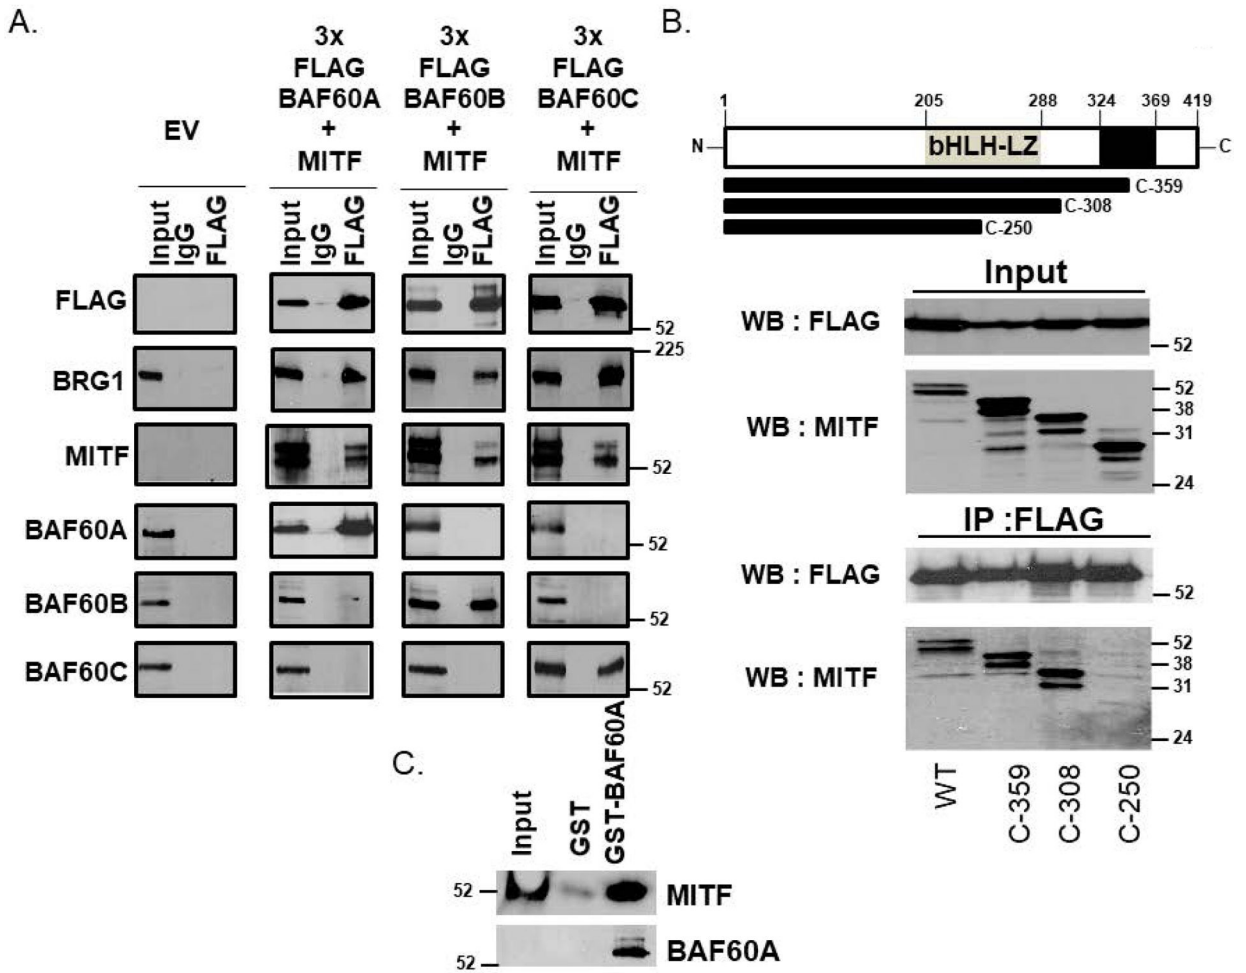 A.
EV
3x
FLAG
BAF60A
+
MITF
3x
FLAG
BAF60B
+
MITF
3x
FLAG
BAF60C
+
MITF
Input
IgG
FLAG
Input
IgG
FLAG
Input
IgG
FLAG
Input
IgG
FLAG
FLAG
52
BRG1
225
MITF
52
BAF60A
52
BAF60B
52
BAF60C
52
B.
1 205 288 324 369 419
N bHLH-LZ C
C-359
C-308
C-250
Input
WB : FLAG
52
WB : MITF
52
38
31
24
IP :FLAG
WB : FLAG
52
WB : MITF
52
38
31
24
WT
C-359
C-308
C-250
C.
Input
GST
GST-BAF60A
52 MITF
52 BAF60A